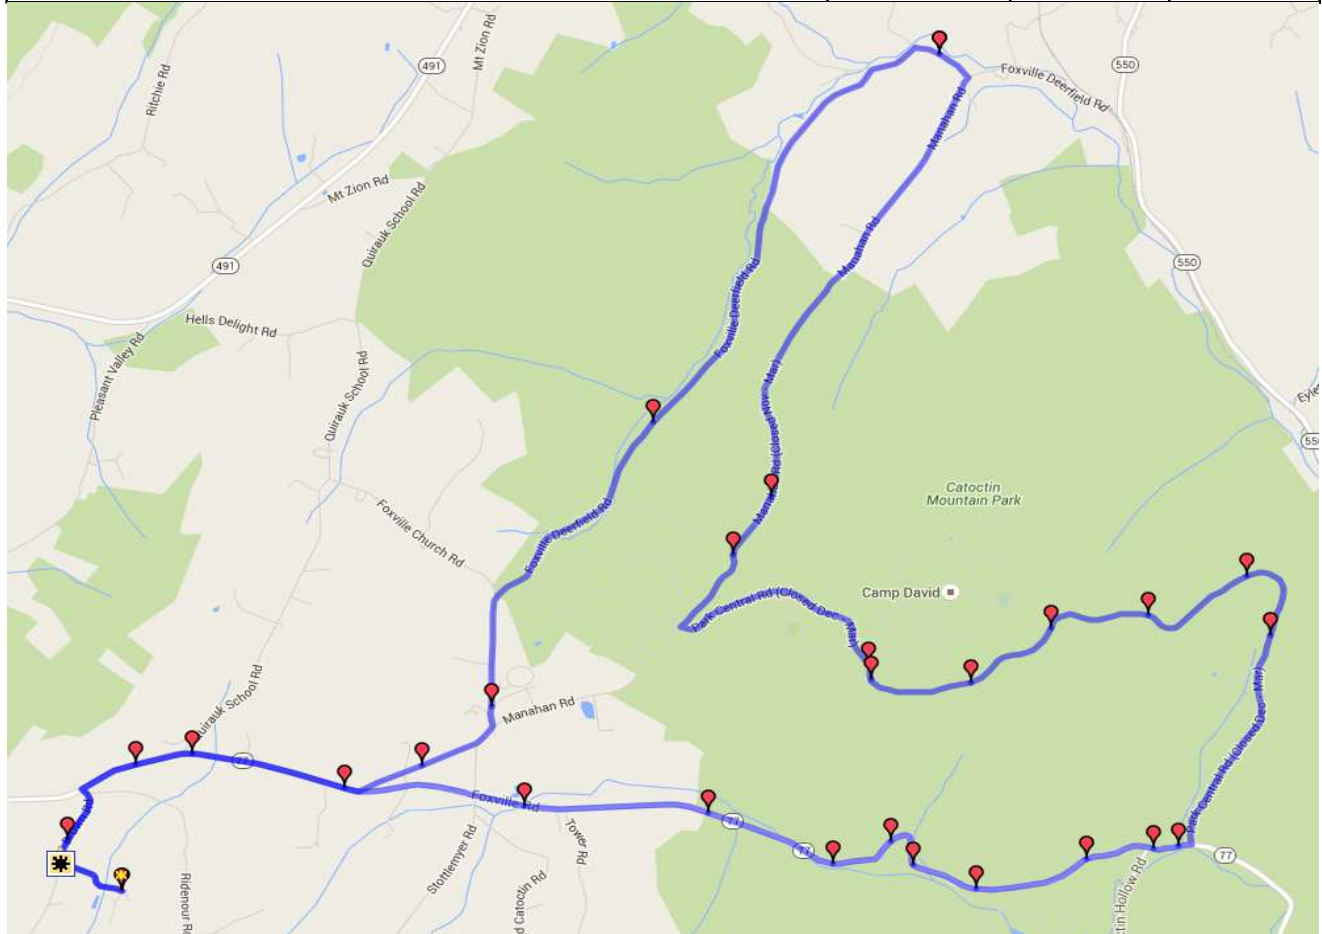 Mt Zion Rd
491
550
Foxville Deerfield Rd
Ritchie Rd
Manahan Rd
Mt Zion Rd
Quirauk School Rd
Manahan Rd
491
550
Foxville Deerfield Rd
Hells Delight Rd
Pleasant Valley Rd
Quirauk School Rd
Rd (Closed Nov - Mar)
Catoctin
Mountain Park
Foxville Church Rd
Foxville Deerfield Rd
Camp David
Park Central Rd (Closed Dec - Mar)
Quirauk School Rd
Manahan Rd
Park Central Rd (Closed Dec - Mar)
77
Foxville Rd
77
77
77
Stottlemyer Rd
Tower Rd
Ridenour Rd
d Catoctin Rd
ctin Hollow Rd